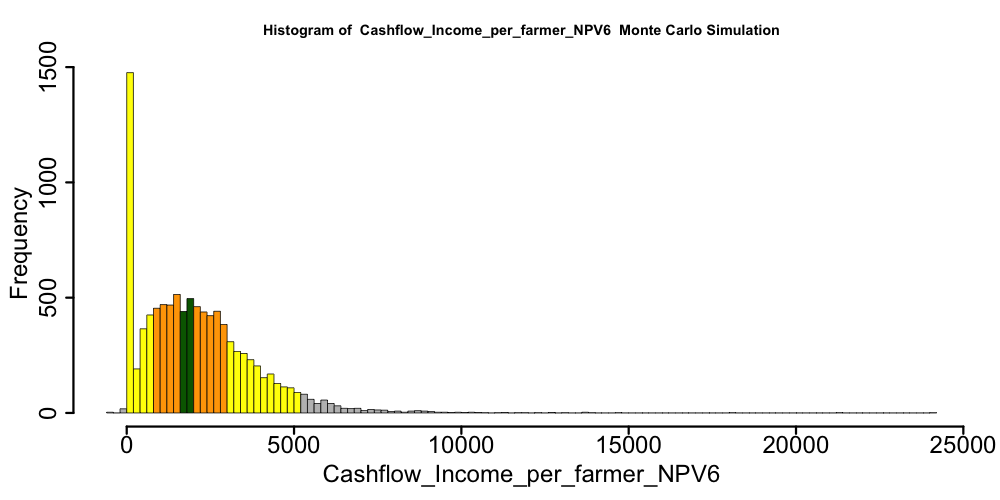 Histogram of  Cashflow_Income_per_farmer_NPV6  Monte Carlo Simulation
1500
1000
500
0
Frequency
0 5000 10000 15000 20000 25000
Cashflow_Income_per_farmer_NPV6